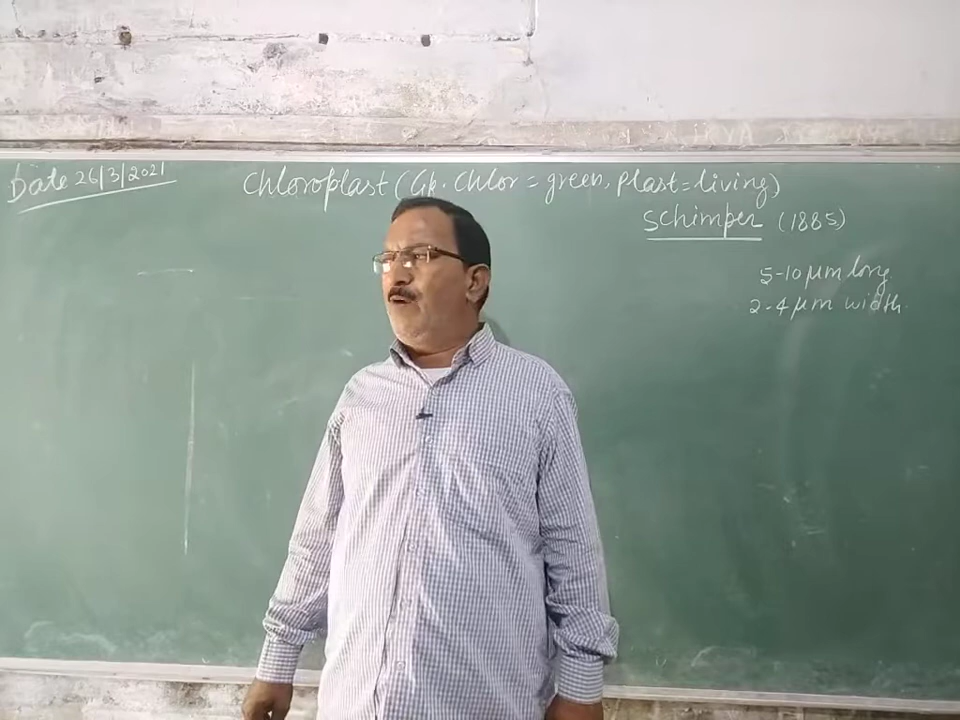 Date 26/3/2021
Chloroplast (Gk. Chlor = green, Plast = living)
Schimper (1885)
5-10 µm long
2-4 µm width